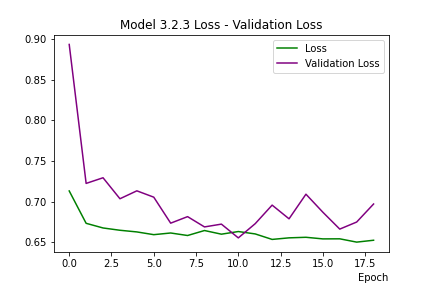 Model 3.2.3 Loss - Validation Loss
Loss
Validation Loss
0.90
0.85
0.80
0.75
0.70
0.65
0.0 2.5 5.0 7.5 10.0 12.5 15.0 17.5
Epoch